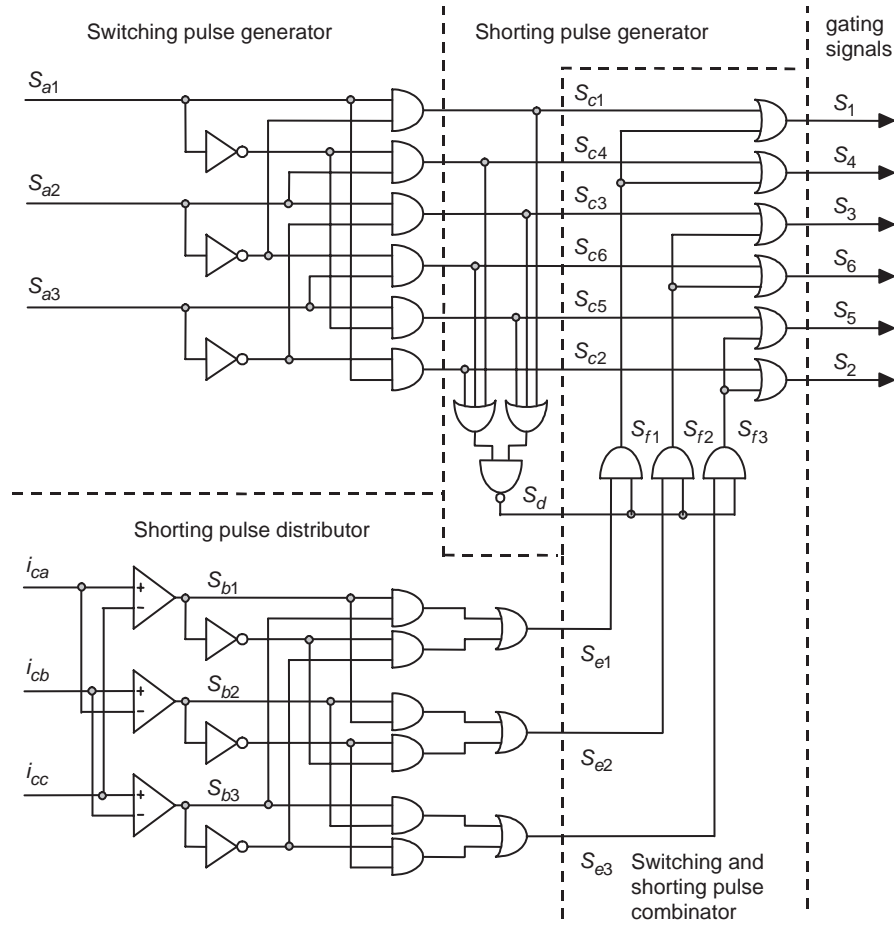 Switching pulse generator
Shorting pulse generator
gating
signals
Sa1
Sc1
S1
Sc4
S4
Sa2
Sc3
S3
Sc6
S6
Sa3
Sc5
S5
Sc2
S2
Sf1
Sf2
Sf3
Sd
Shorting pulse distributor
ica
+
−
Sb1
Se1
icb
+
−
Sb2
Se2
icc
+
−
Sb3
Se3
Switching and
shorting pulse
combinator